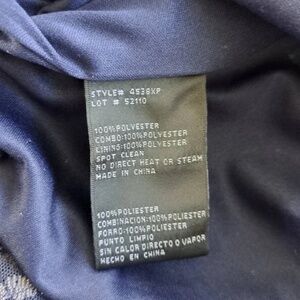 STYLE# 4538XP
LOT # 52110
100%POLYESTER
COMBO:100%POLYESTER
LINING:100%POLYESTER
SPOT CLEAN
NO DIRECT HEAT OR STEAM
MADE IN CHINA
100%POLIESTER
COMBINACION:100%POLIESTER
FORRO:100%POLIESTER
PUNTO LIMPIO
SIN CALOR DIRECTO O VAPOR
HECHO EN CHINA